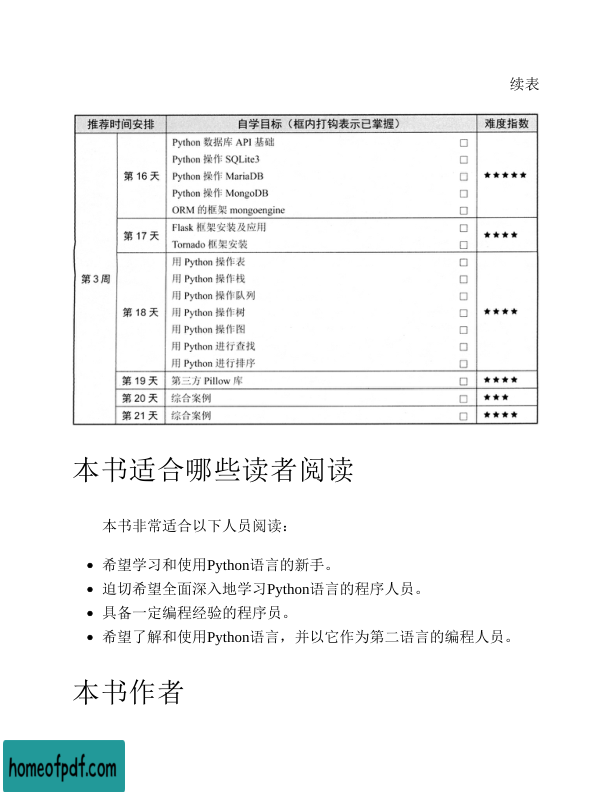 续表
推荐时间安排 自学目标（框内打钩表示已掌握） 难度指数
第3周
第16天
Python 数据库 API 基础 □
Python 操作 SQLite3 □
Python 操作 MariaDB □ ★★★★★
Python 操作 MongoDB □
ORM 的框架 mongoengine □
第17天
Flask 框架安装及应用 □
Tornado 框架安装 □ ★★★★
第18天
用 Python 操作表 □
用 Python 操作栈 □
用 Python 操作队列 □
用 Python 操作树 □ ★★★★
用 Python 操作图 □
用 Python 进行查找 □
用 Python 进行排序 □
第19天 第三方 Pillow 库 □ ★★★★
第20天 综合案例 □ ★★★
第21天 综合案例 □ ★★★★
本书适合哪些读者阅读
本书非常适合以下人员阅读：
• 希望学习和使用Python语言的新手。
• 迫切希望全面深入地学习Python语言的程序人员。
• 具备一定编程经验的程序员。
• 希望了解和使用Python语言，并以它作为第二语言的编程人员。
本书作者
homeofpdf.com